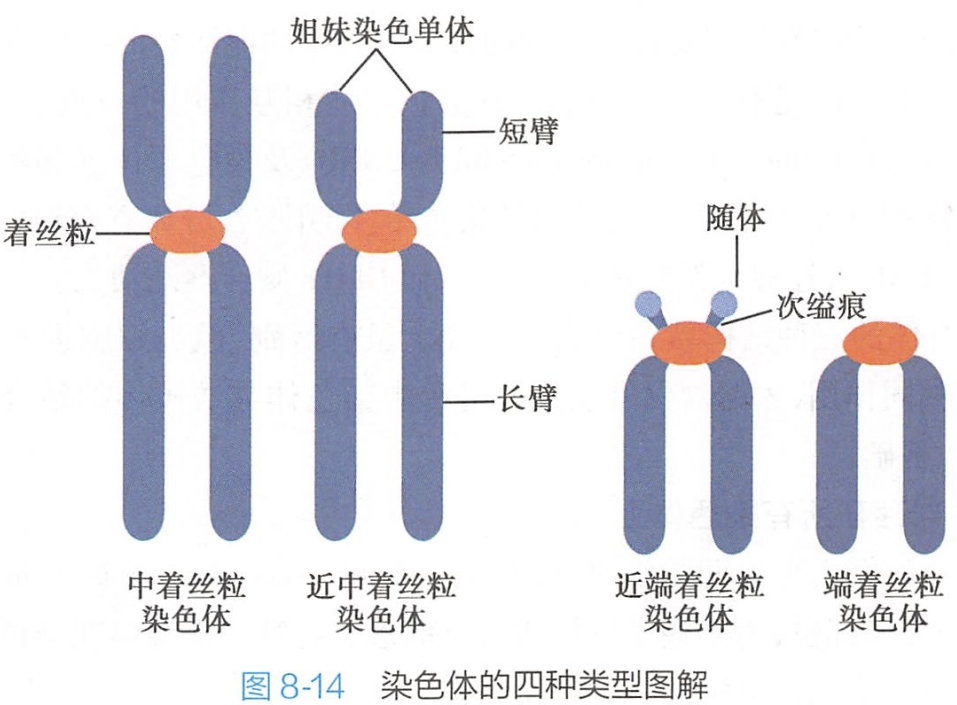 姐妹染色单体
短臂
着丝粒
随体
次缢痕
长臂
中着丝粒
染色体
近中着丝粒
染色体
近端着丝粒
染色体
端着丝粒
染色体
图 8-14 染色体的四种类型图解